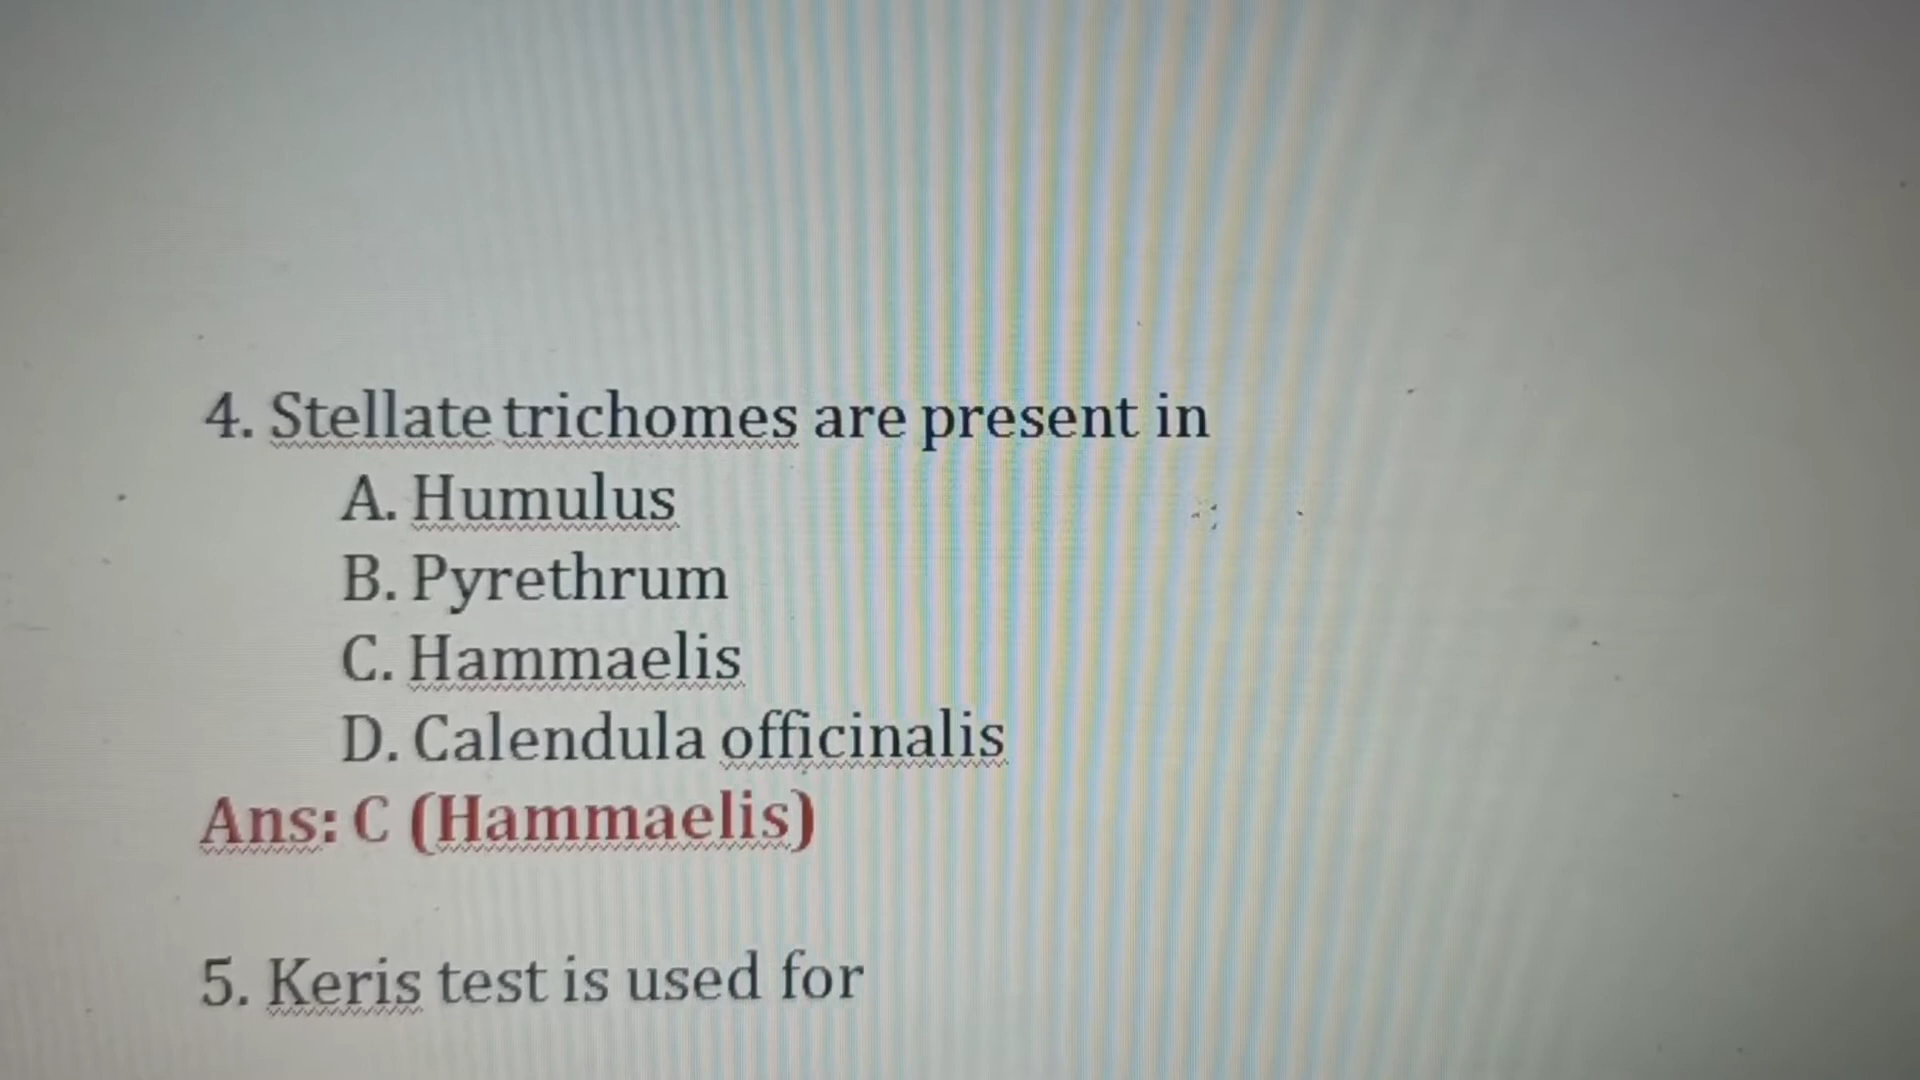 4. Stellate trichomes are present in
A. Humulus
B. Pyrethrum
C. Hammaelis
D. Calendula officinalis
Ans: C (Hammaelis)
5. Keris test is used for